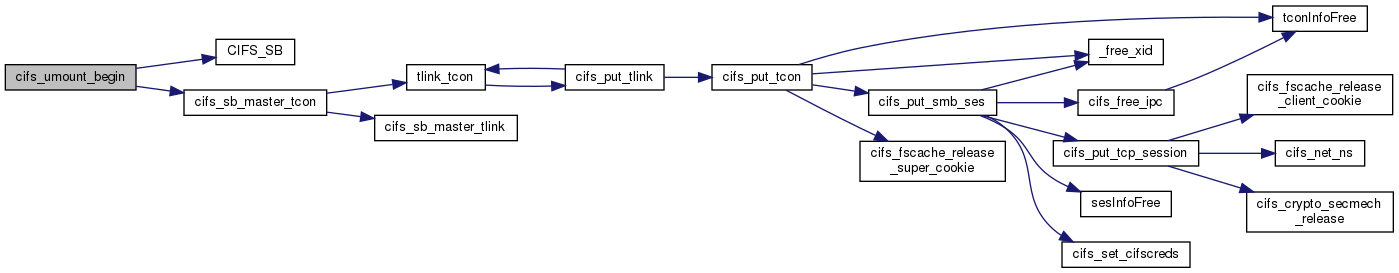 cifs_umount_begin
CIFS_SB
cifs_sb_master_tcon
tlink_tcon
cifs_sb_master_tlink
cifs_put_tlink
cifs_put_tcon
tconInfoFree
_free_xid
cifs_put_smb_ses
cifs_fscache_release
_super_cookie
cifs_free_ipc
cifs_put_tcp_session
sesInfoFree
cifs_set_cifscreds
cifs_fscache_release
_client_cookie
cifs_net_ns
cifs_crypto_secmech
_release